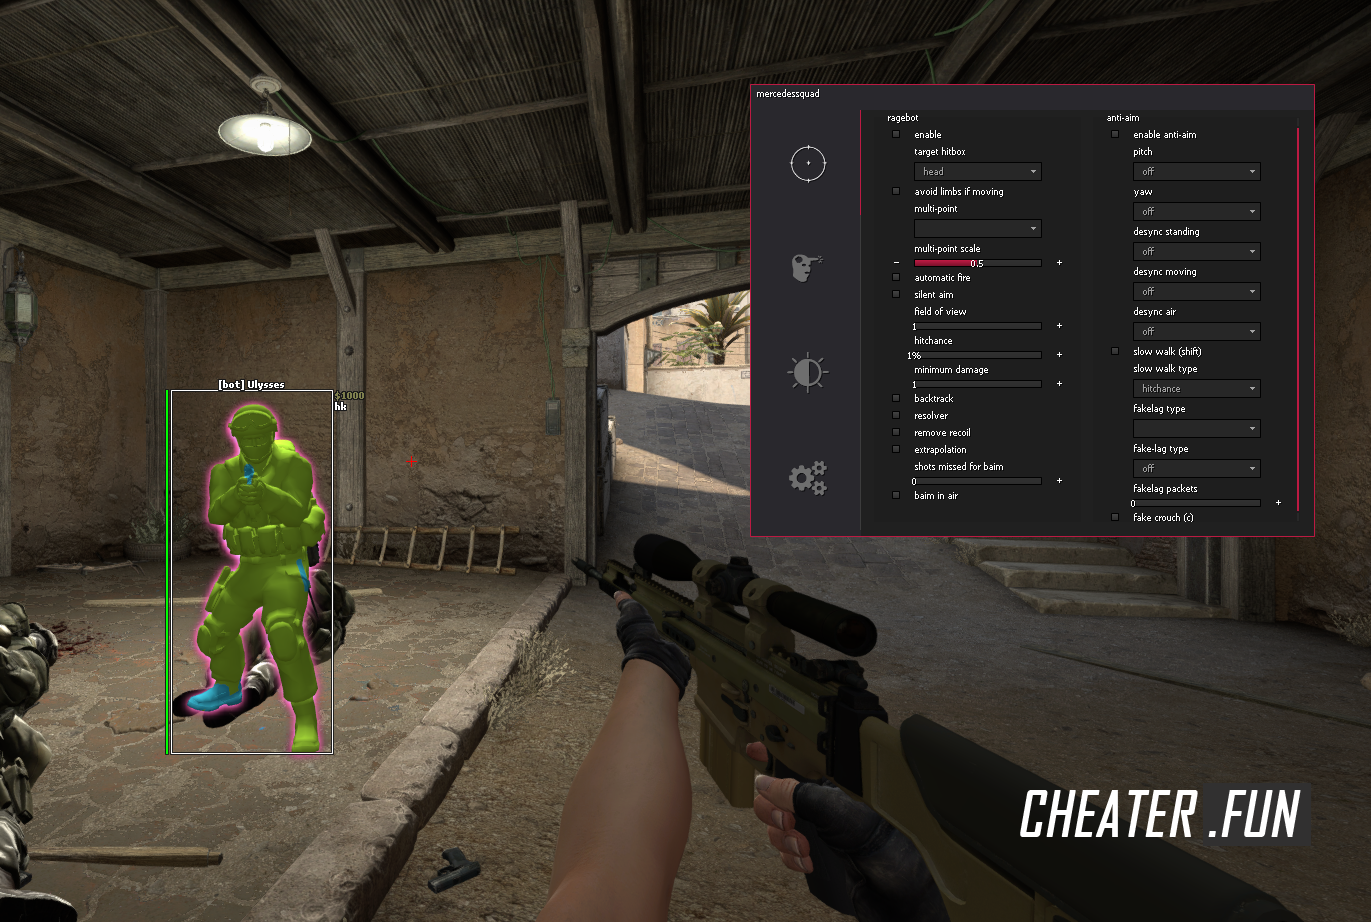 mercedessquad
ragebot
enable
target hitbox
head
avoid limbs if moving
multi-point
multi-point scale
- 0.5 +
automatic fire
silent aim
field of view
1 +
hitchance
1% +
minimum damage
1 +
backtrack
resolver
remove recoil
extrapolation
shots missed for baim
0 +
baim in air
anti-aim
enable anti-aim
pitch
off
yaw
off
desync standing
off
desync moving
off
desync air
off
slow walk (shift)
slow walk type
hitchance
fakelag type
fake-lag type
off
fakelag packets
0 +
fake crouch (c)
[bot] Ulysses
$1000
hk
CHEATER .FUN